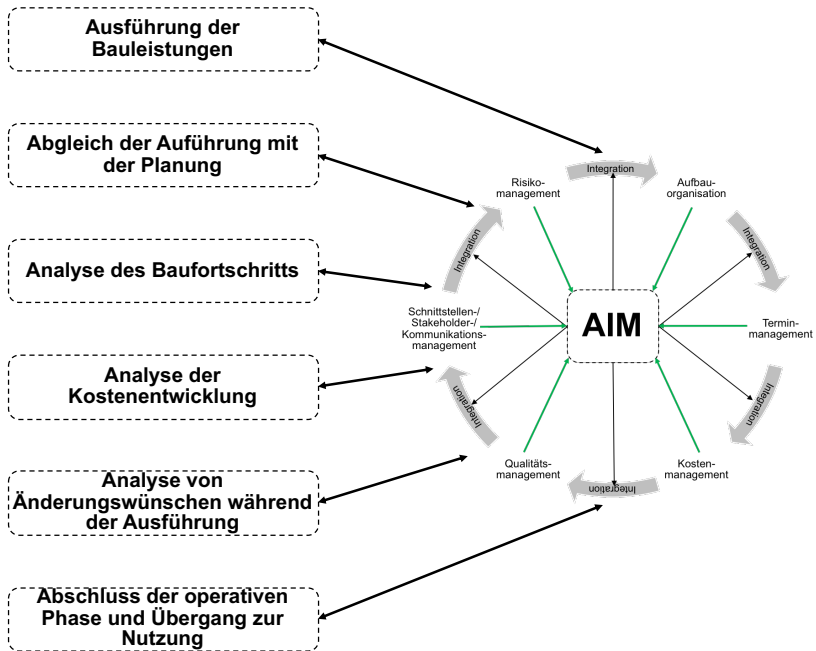 Ausführung der
Bauleistungen
Abgleich der Auführung mit
der Planung
Analyse des Baufortschritts
Analyse der
Kostenentwicklung
Analyse von
Änderungswünschen während
der Ausführung
Abschluss der operativen
Phase und Übergang zur
Nutzung
Integration
Risiko-
management
Aufbau-
organisation
Integration
Integration
Schnittstellen-/
Stakeholder-/
Kommunikations-
management
AIM
Termin-
management
Integration
Integration
Qualitäts-
management
Kosten-
management
Integration